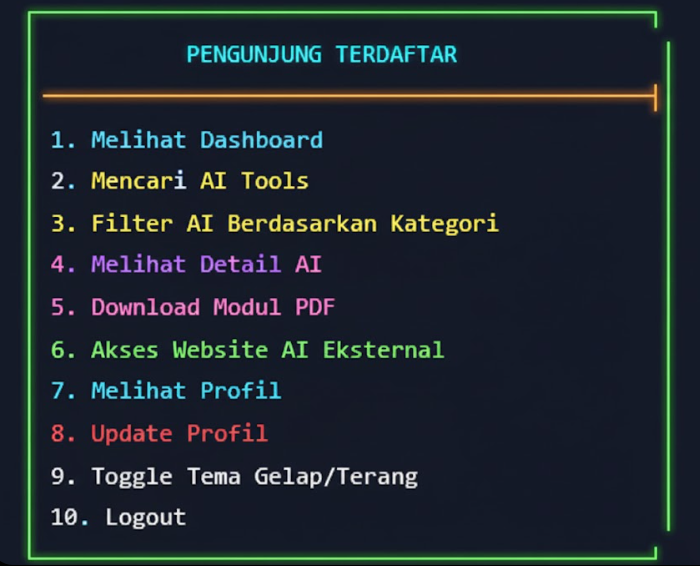 PENGUNJUNG TERDAFTAR
1. Melihat Dashboard
2. Mencari AI Tools
3. Filter AI Berdasarkan Kategori
4. Melihat Detail AI
5. Download Modul PDF
6. Akses Website AI Eksternal
7. Melihat Profil
8. Update Profil
9. Toggle Tema Gelap/Terang
10. Logout